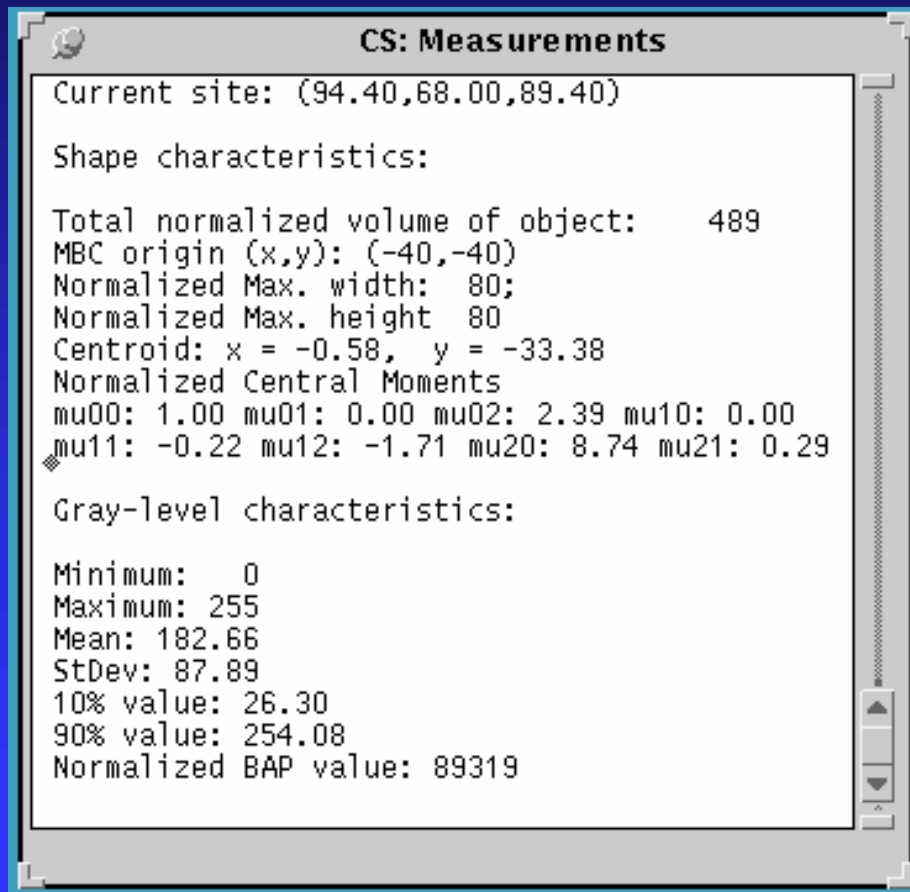 CS: Measurements
Current site: (94.40,68.00,89.40)
Shape characteristics:
Total normalized volume of object:    489
MBC origin (x,y): (-40,-40)
Normalized Max. width:  80;
Normalized Max. height  80
Centroid: x = -0.58,  y = -33.38
Normalized Central Moments
mu00: 1.00 mu01: 0.00 mu02: 2.39 mu10: 0.00
mu11: -0.22 mu12: -1.71 mu20: 8.74 mu21: 0.29
Gray-level characteristics:
Minimum:   0
Maximum: 255
Mean: 182.66
StDev: 87.89
10% value: 26.30
90% value: 254.08
Normalized BAP value: 89319